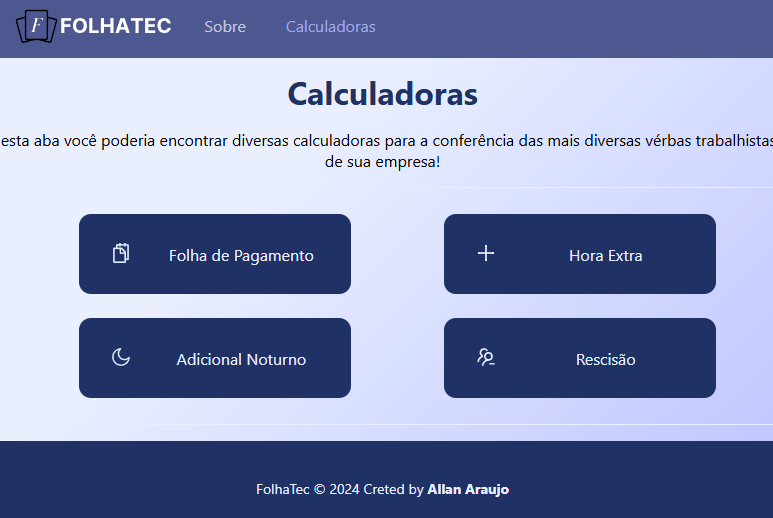 F FOLHATEC Sobre Calculadoras
Calculadoras
esta aba você poderia encontrar diversas calculadoras para a conferência das mais diversas vérbas trabalhistas
de sua empresa!
Folha de Pagamento Hora Extra
Adicional Noturno Rescisão
FolhaTec © 2024 Creted by Allan Araujo